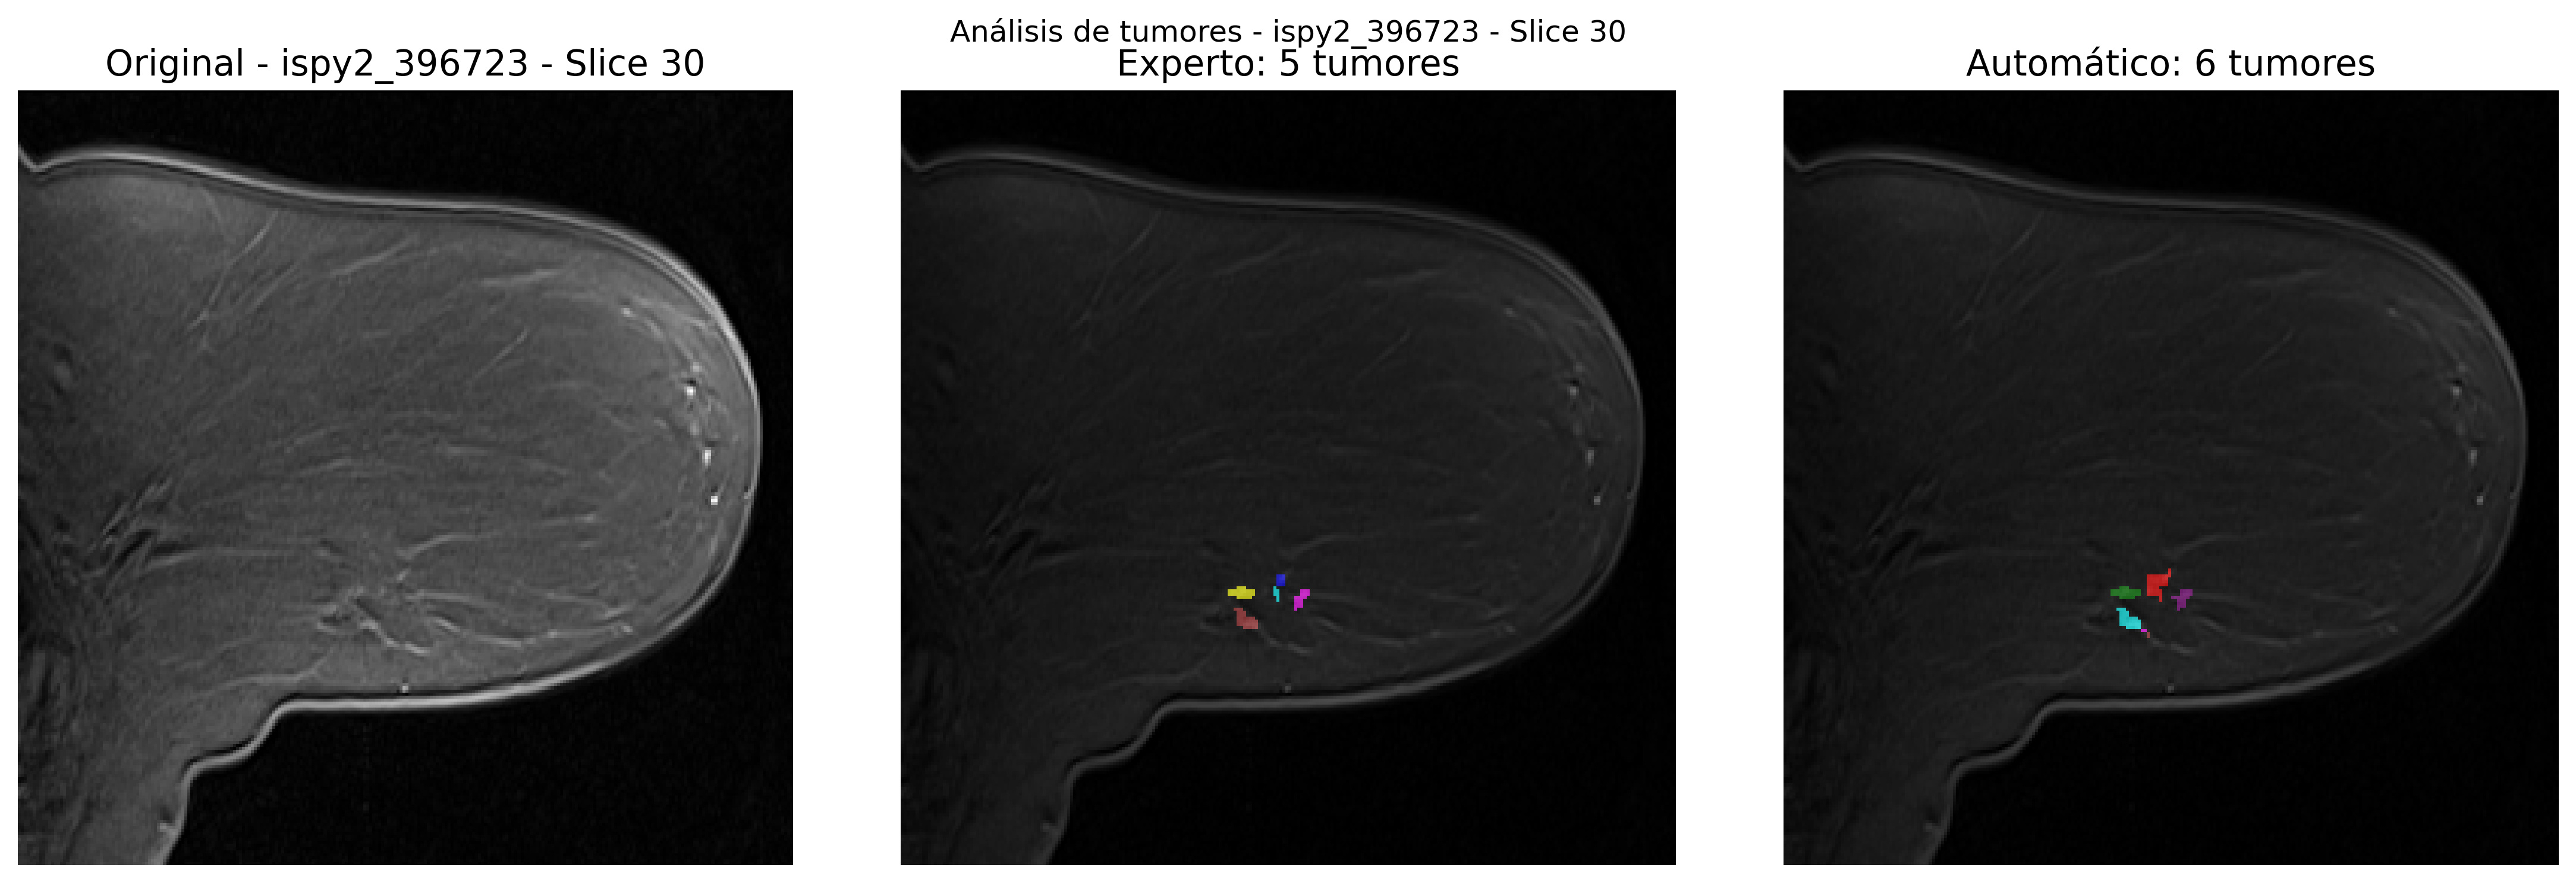 Análisis de tumores - ispy2_396723 - Slice 30
Original - ispy2_396723 - Slice 30
Experto: 5 tumores
Automático: 6 tumores